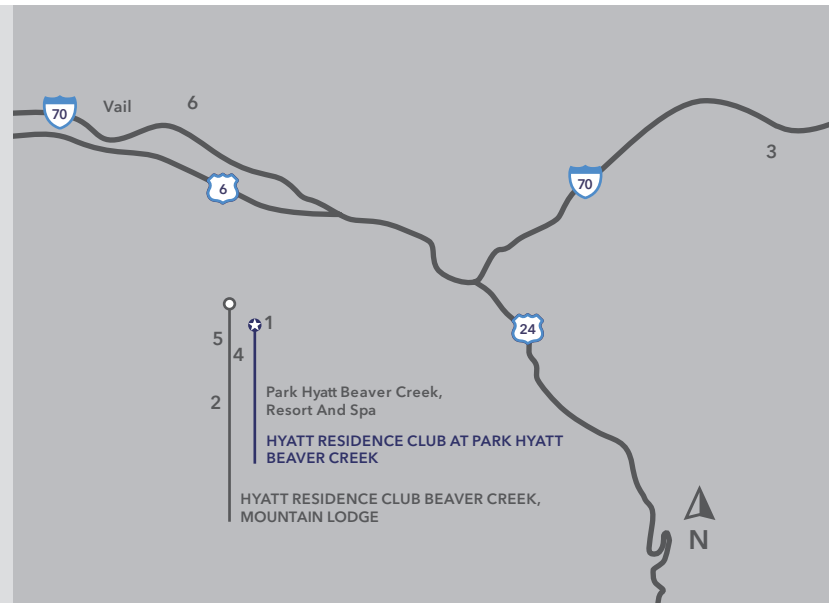 70
Vail
6
3
6
70
24
1
5
4
2
Park Hyatt Beaver Creek,
Resort And Spa
HYATT RESIDENCE CLUB AT PARK HYATT
BEAVER CREEK
HYATT RESIDENCE CLUB BEAVER CREEK,
MOUNTAIN LODGE
N